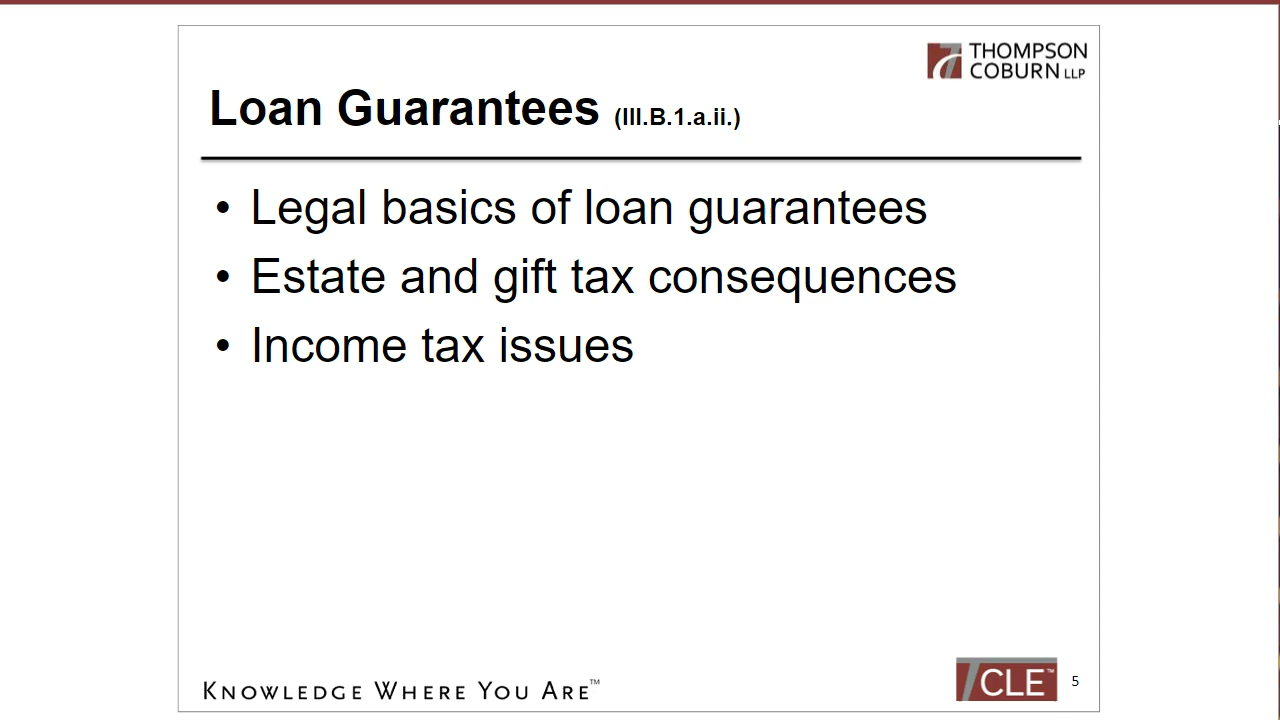 THOMPSON
COBURN LLP
Loan Guarantees (III.B.1.a.ii.)
• Legal basics of loan guarantees
• Estate and gift tax consequences
• Income tax issues
KNOWLEDGE WHERE YOU ARE™
CLE™
5